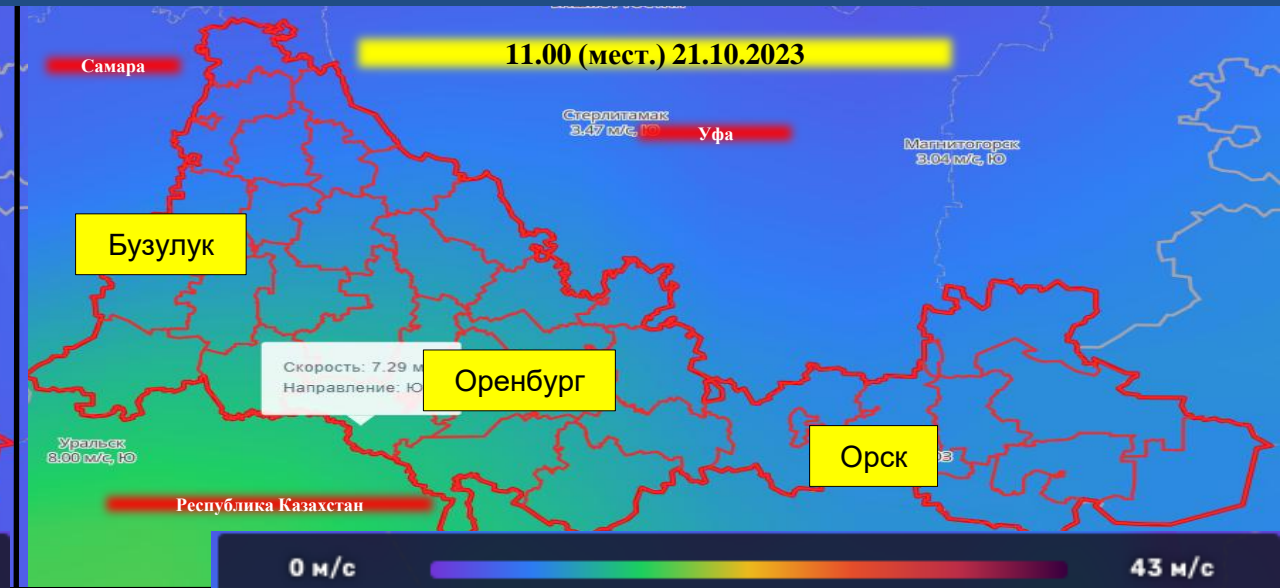 11.00 (мест.) 21.10.2023
Самара
Стерлитамак
3.47 м/с, Ю
Уфа
Магнитогорск
3.04 м/с, Ю
Бузулук
Скорость: 7.29 м
Направление: Ю
Оренбург
Уральск
8.00 м/с, Ю
Орск
Республика Казахстан
0 м/с
43 м/с